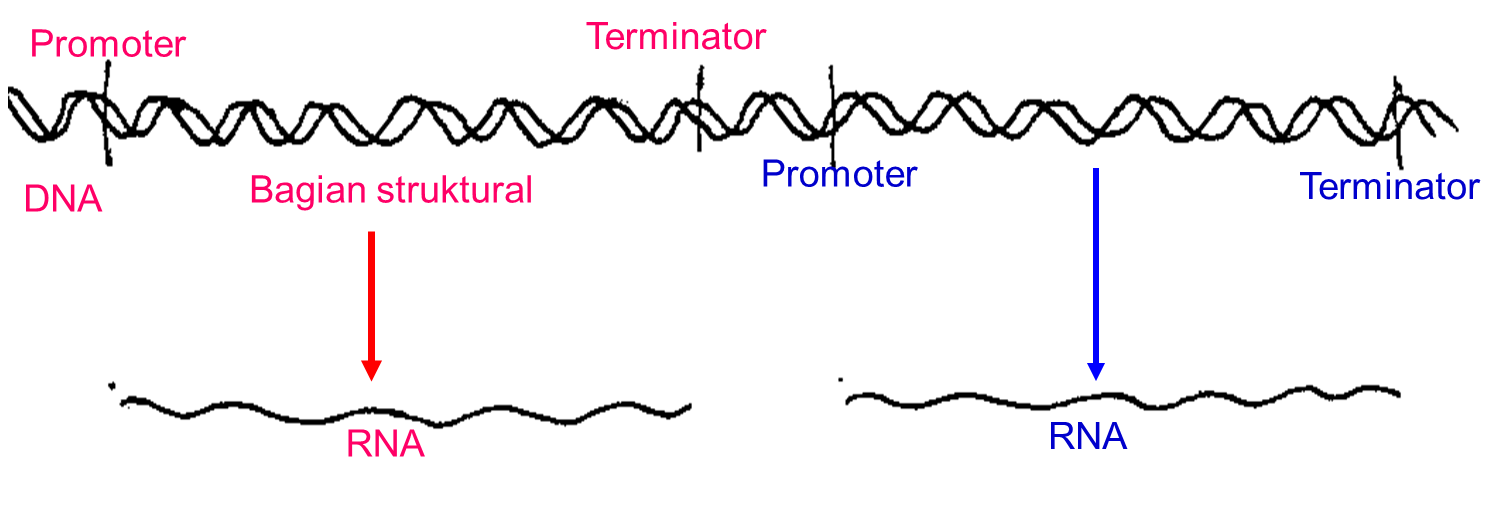 Promoter
Terminator
DNA
Bagian struktural
Promoter
Terminator
RNA
RNA